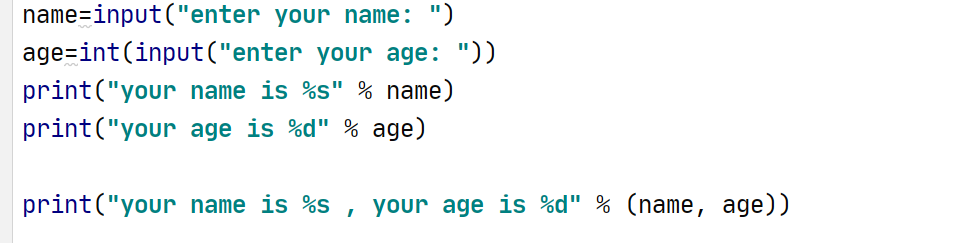 name=input("enter your name: ")
age=int(input("enter your age: "))
print("your name is %s" % name)
print("your age is %d" % age)
print("your name is %s , your age is %d" % (name, age))